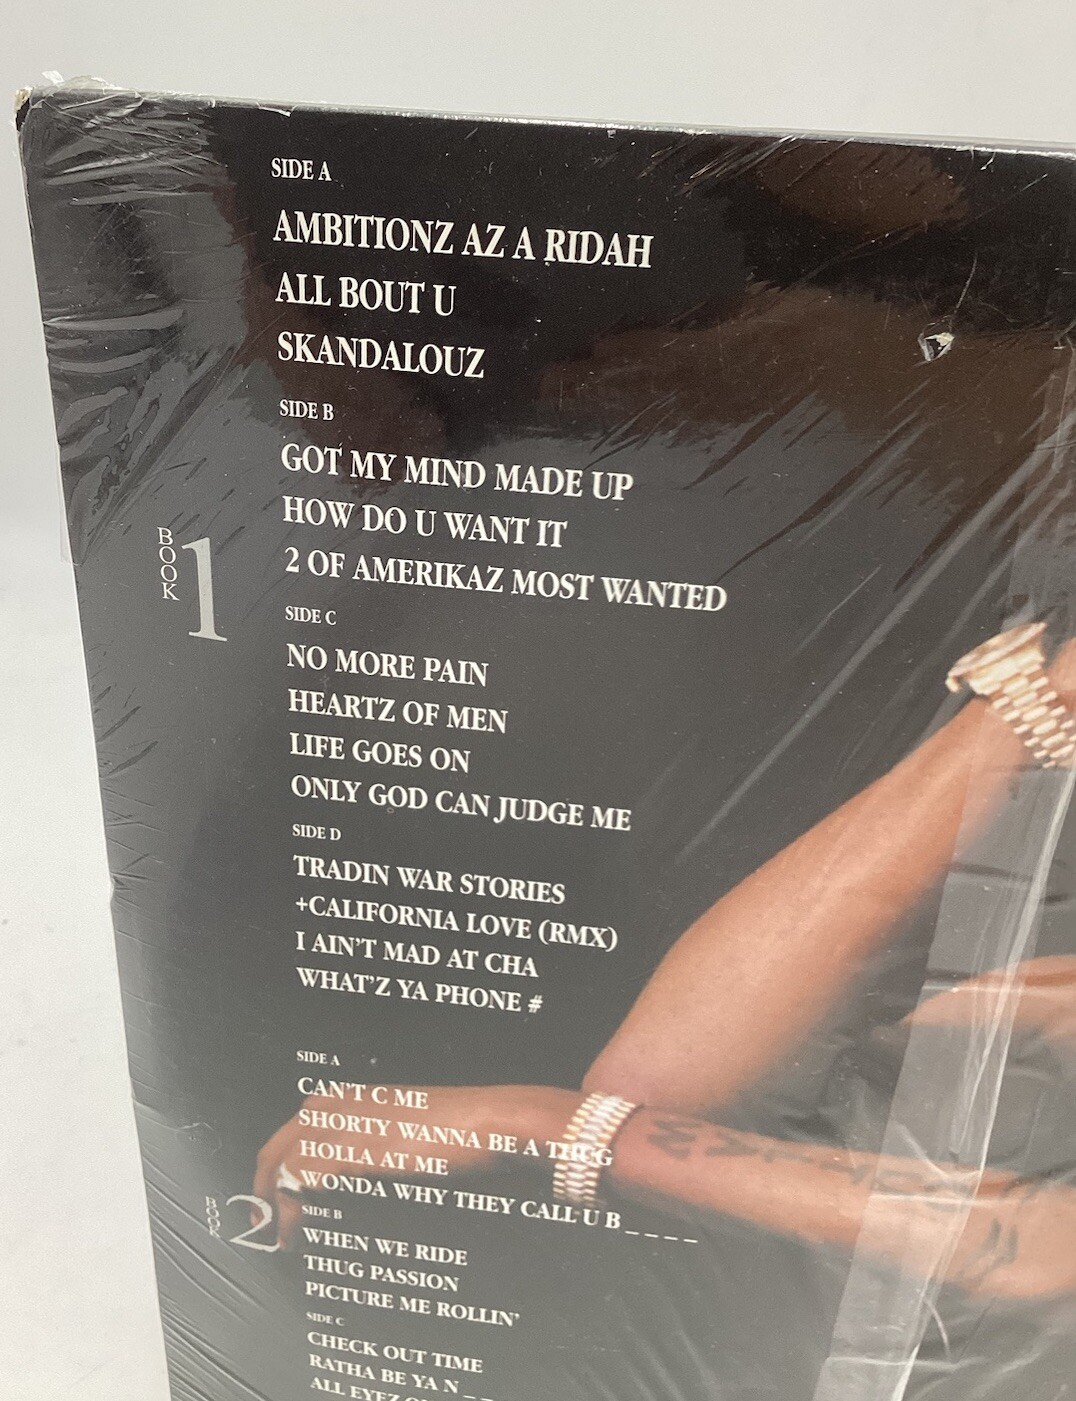 SIDE A
AMBITIONZ AZ A RIDAH
ALL BOUT U
SKANDALOUZ
SIDE B
GOT MY MIND MADE UP
HOW DO U WANT IT
2 OF AMERIKAZ MOST WANTED
BOOK 1
SIDE C
NO MORE PAIN
HEARTZ OF MEN
LIFE GOES ON
ONLY GOD CAN JUDGE ME
SIDE D
TRADIN WAR STORIES
+CALIFORNIA LOVE (RMX)
I AIN'T MAD AT CHA
WHAT'Z YA PHONE #
SIDE A
CAN'T C ME
SHORTY WANNA BE A THUG
HOLLA AT ME
WONDA WHY THEY CALL U B _ _ _ _
BOOK 2
SIDE B
WHEN WE RIDE
THUG PASSION
PICTURE ME ROLLIN'
SIDE C
CHECK OUT TIME
RATHA BE YA N _ _
ALL EYEZ